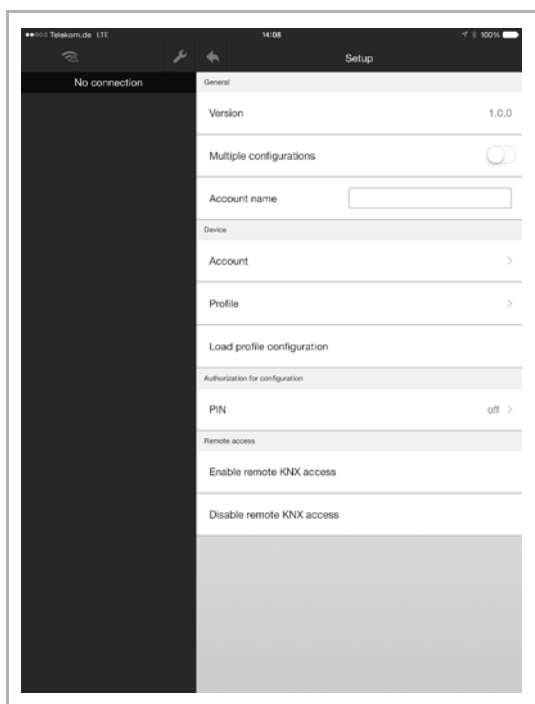 Telekom.de LTE 14:08 100%
Setup
No connection
General
Version 1.0.0
Multiple configurations
Account name
Device
Account
Profile
Load profile configuration
Authorization for configuration
PIN off
Remote access
Enable remote KNX access
Disable remote KNX access